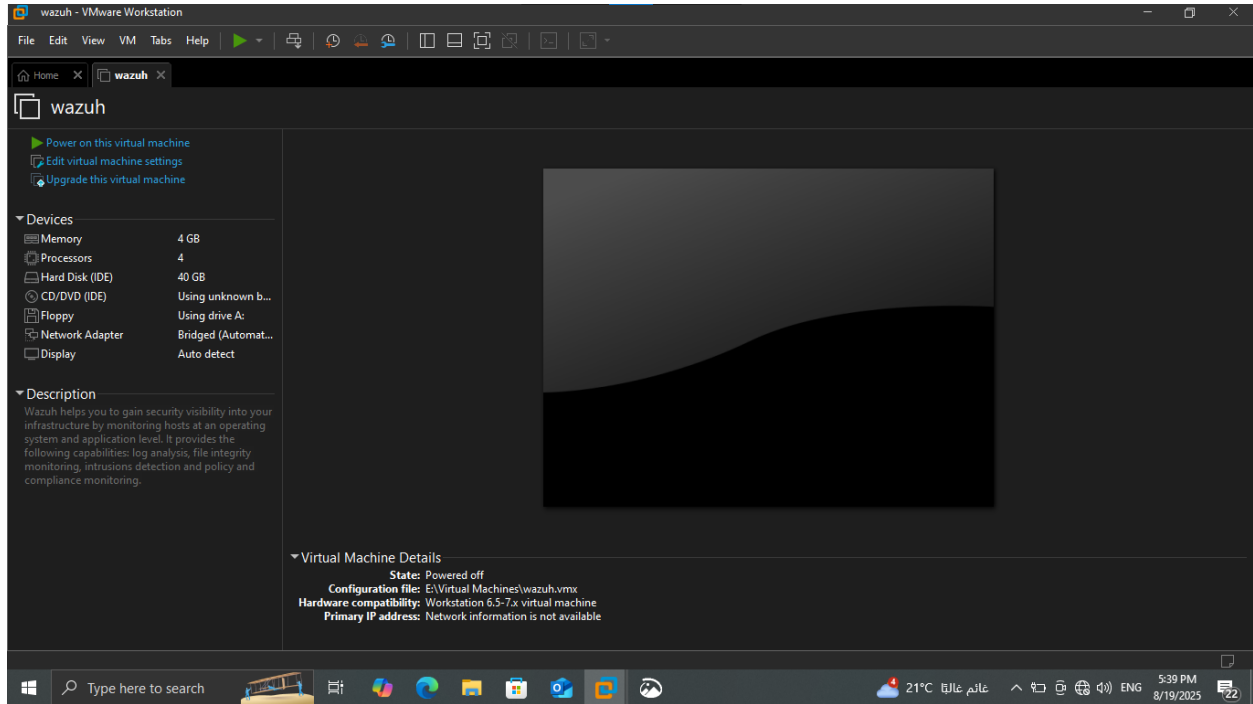 wazuh - VMware Workstation
File Edit View VM Tabs Help
Home
wazuh
wazuh
Power on this virtual machine
Edit virtual machine settings
Upgrade this virtual machine
Devices
Memory 4 GB
Processors 4
Hard Disk (IDE) 40 GB
CD/DVD (IDE) Using unknown b...
Floppy Using drive A:
Network Adapter Bridged (Automat...
Display Auto detect
Description
Wazuh helps you to gain security visibility into your
infrastructure by monitoring hosts at an operating
system and application level. It provides the
following capabilities: log analysis, file integrity
monitoring, intrusions detection and policy and
compliance monitoring.
Virtual Machine Details
State: Powered off
Configuration file: E:\Virtual Machines\wazuh.vmx
Hardware compatibility: Workstation 6.5-7.x virtual machine
Primary IP address: Network information is not available
Type here to search
4
21°C غائم غالبًا
ENG
5:39 PM
8/19/2025
22